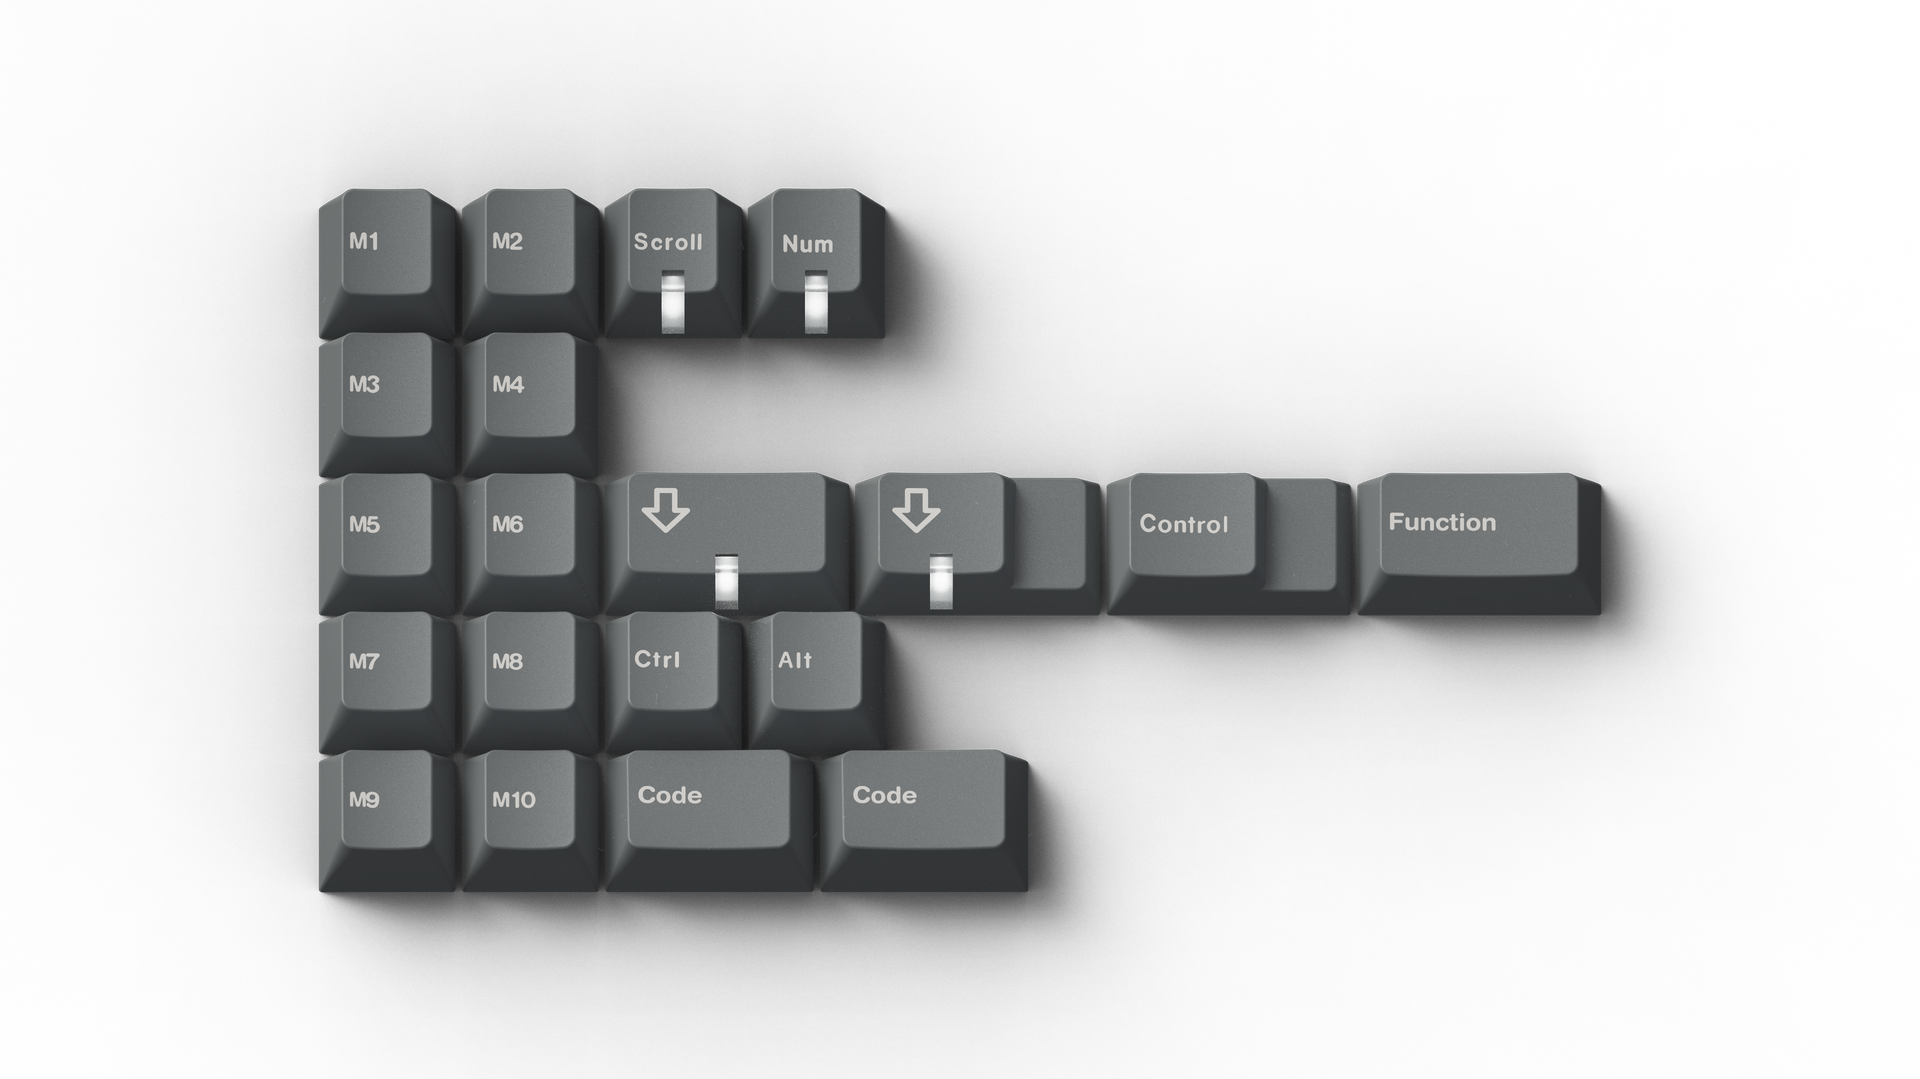 M1 M2 Scroll Num
M3 M4
M5 M6 Control Function
M7 M8 Ctrl Alt
M9 M10 Code Code